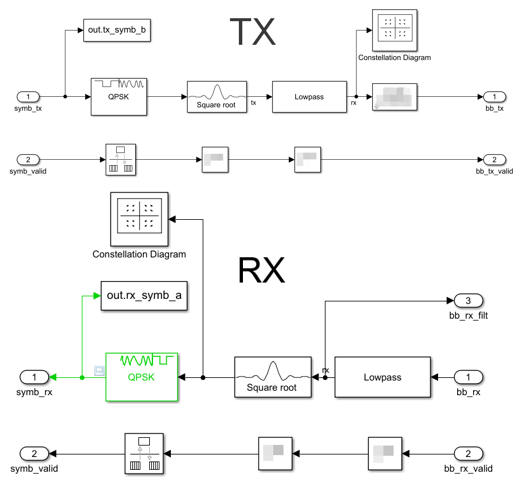 TX
out.tx_symb_b
Constellation Diagram
1
symb_tx
QPSK
Square root
tx
Lowpass
rx
1
bb_tx
2
symb_valid
2
bb_tx_valid
Constellation Diagram
RX
out.rx_symb_a
3
bb_rx_filt
1
symb_rx
QPSK
Square root
rx
Lowpass
1
bb_rx
2
symb_valid
2
bb_rx_valid